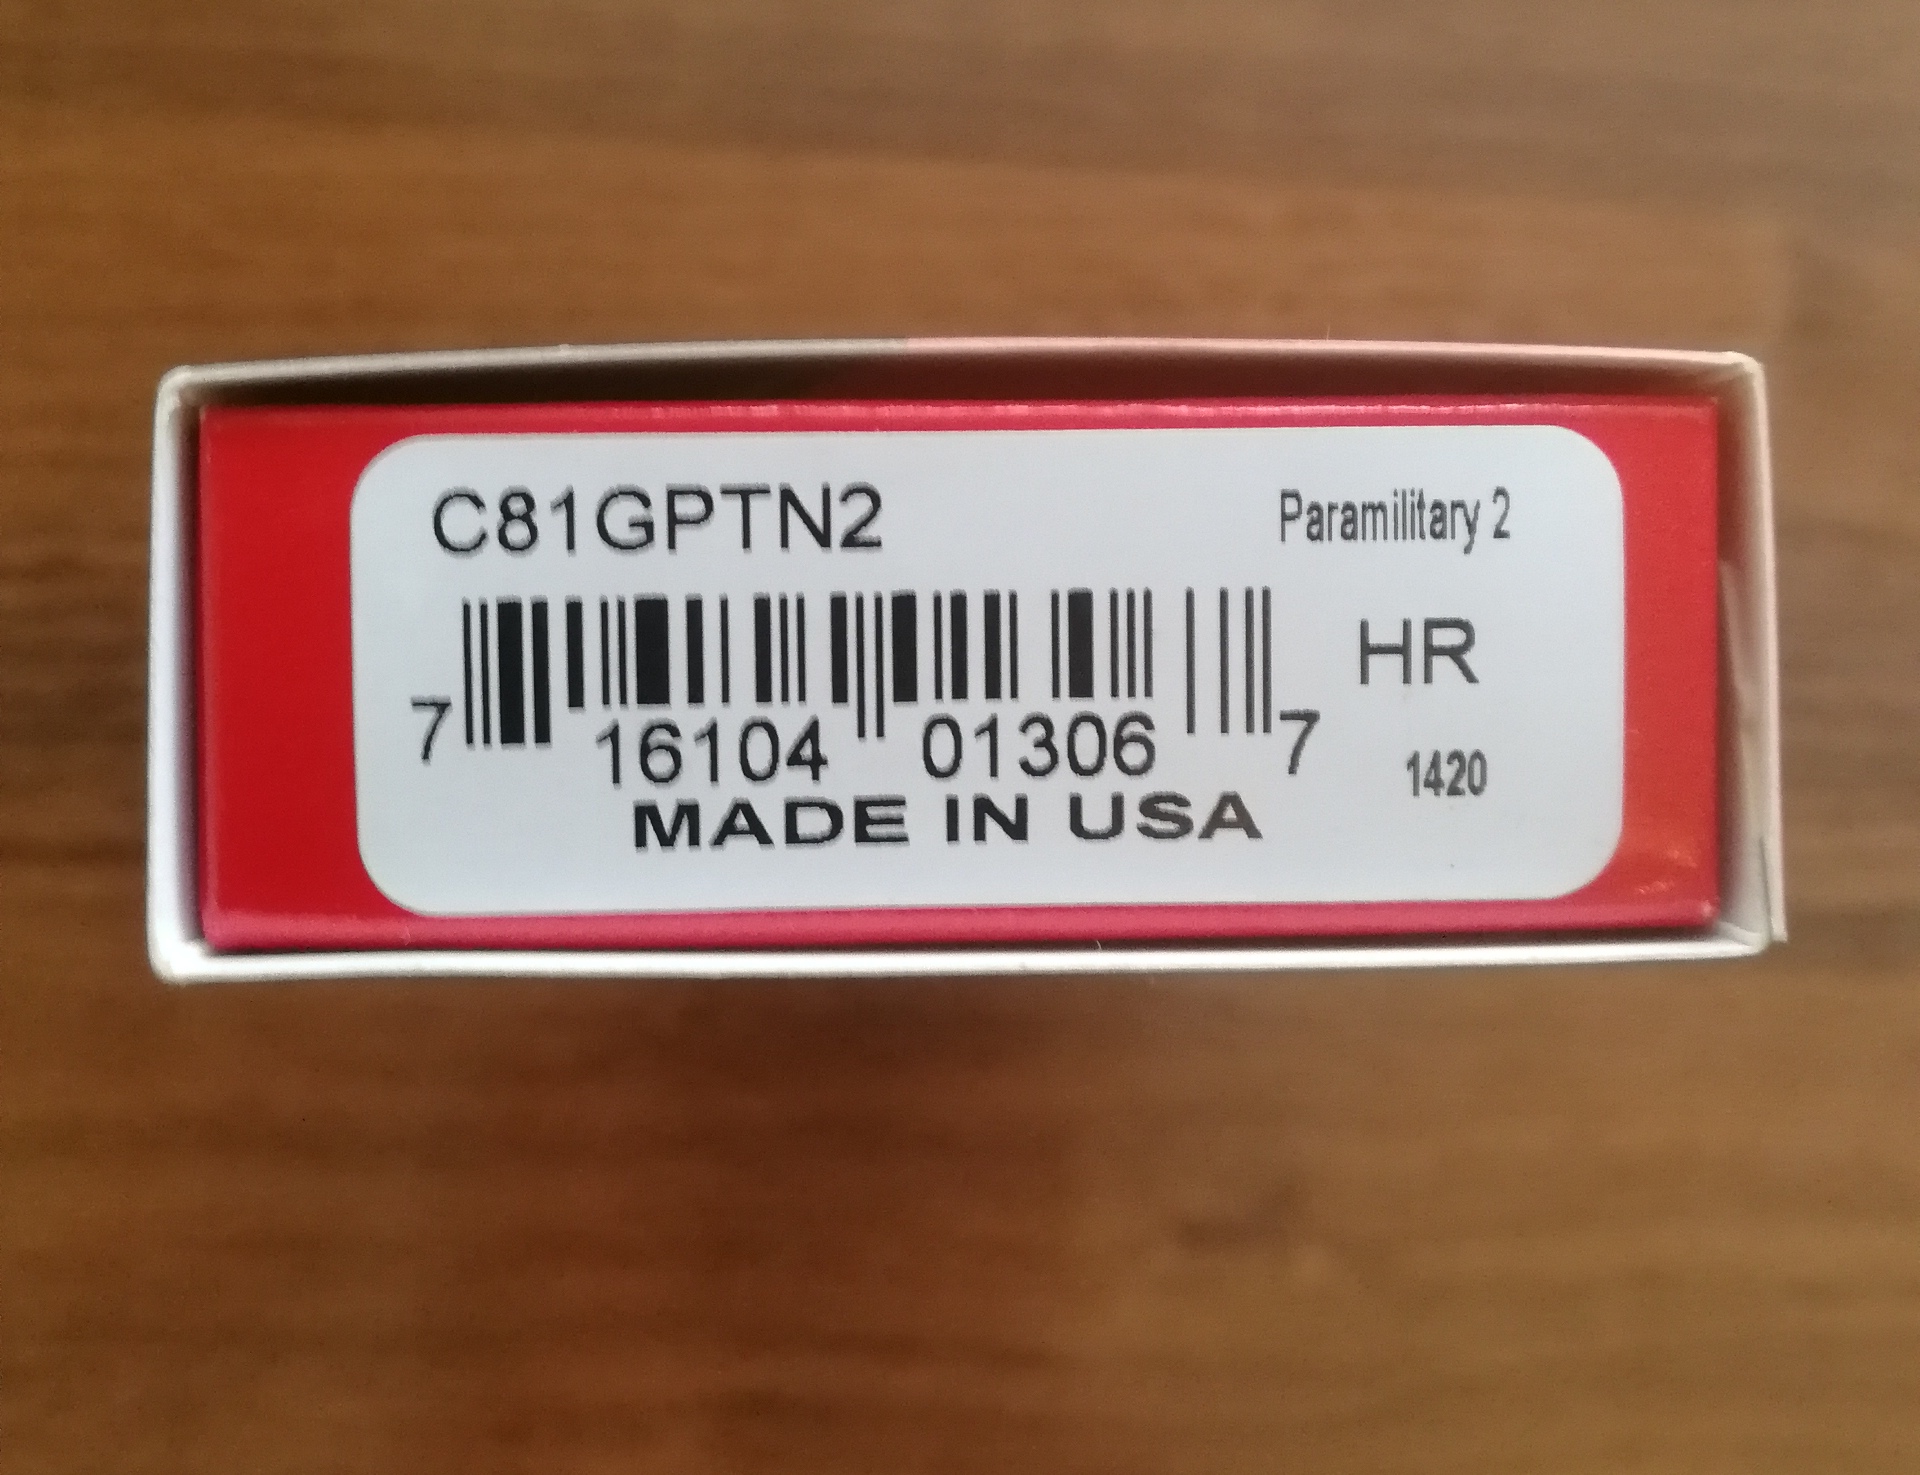 C81GPTN2 Paramilitary 2
HR
7 16104 01306 7
1420
MADE IN USA